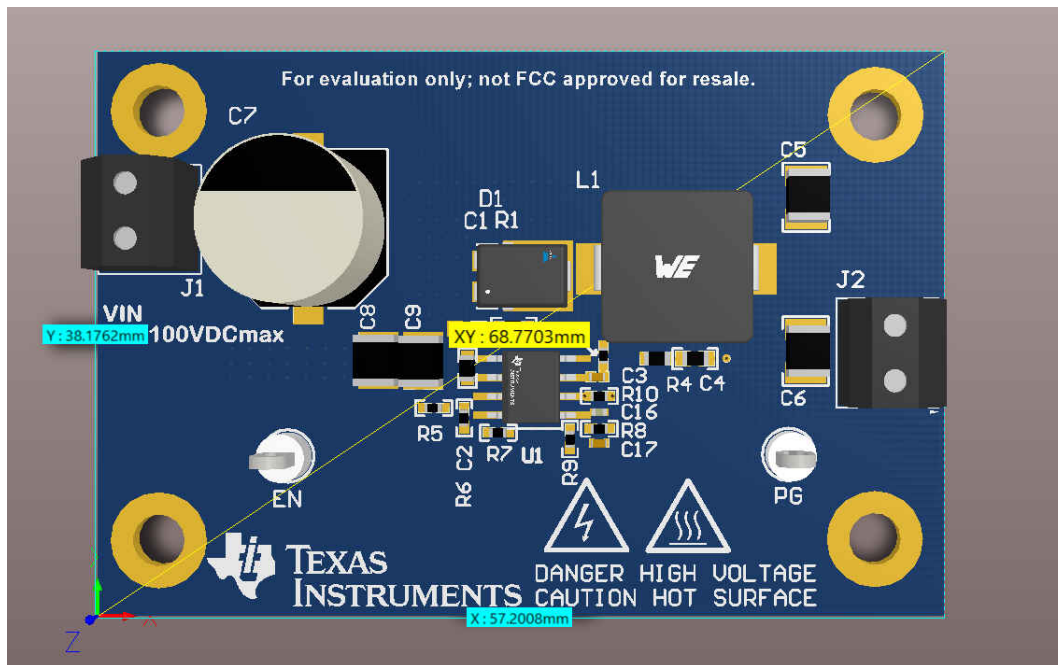 For evaluation only; not FCC approved for resale.
C7
C5
L1
D1
C1 R1
WE
J1
J2
VIN
100VDCmax
Y : 38.1762mm
C8
C9
XY : 68.7703mm
C3
R4
C4
R10
C6
C16
R5
R8
R7
U1
C17
C2
R6
R9
EN
PG
TEXAS
INSTRUMENTS
DANGER HIGH VOLTAGE
CAUTION HOT SURFACE
X : 57.2008mm
X
Z